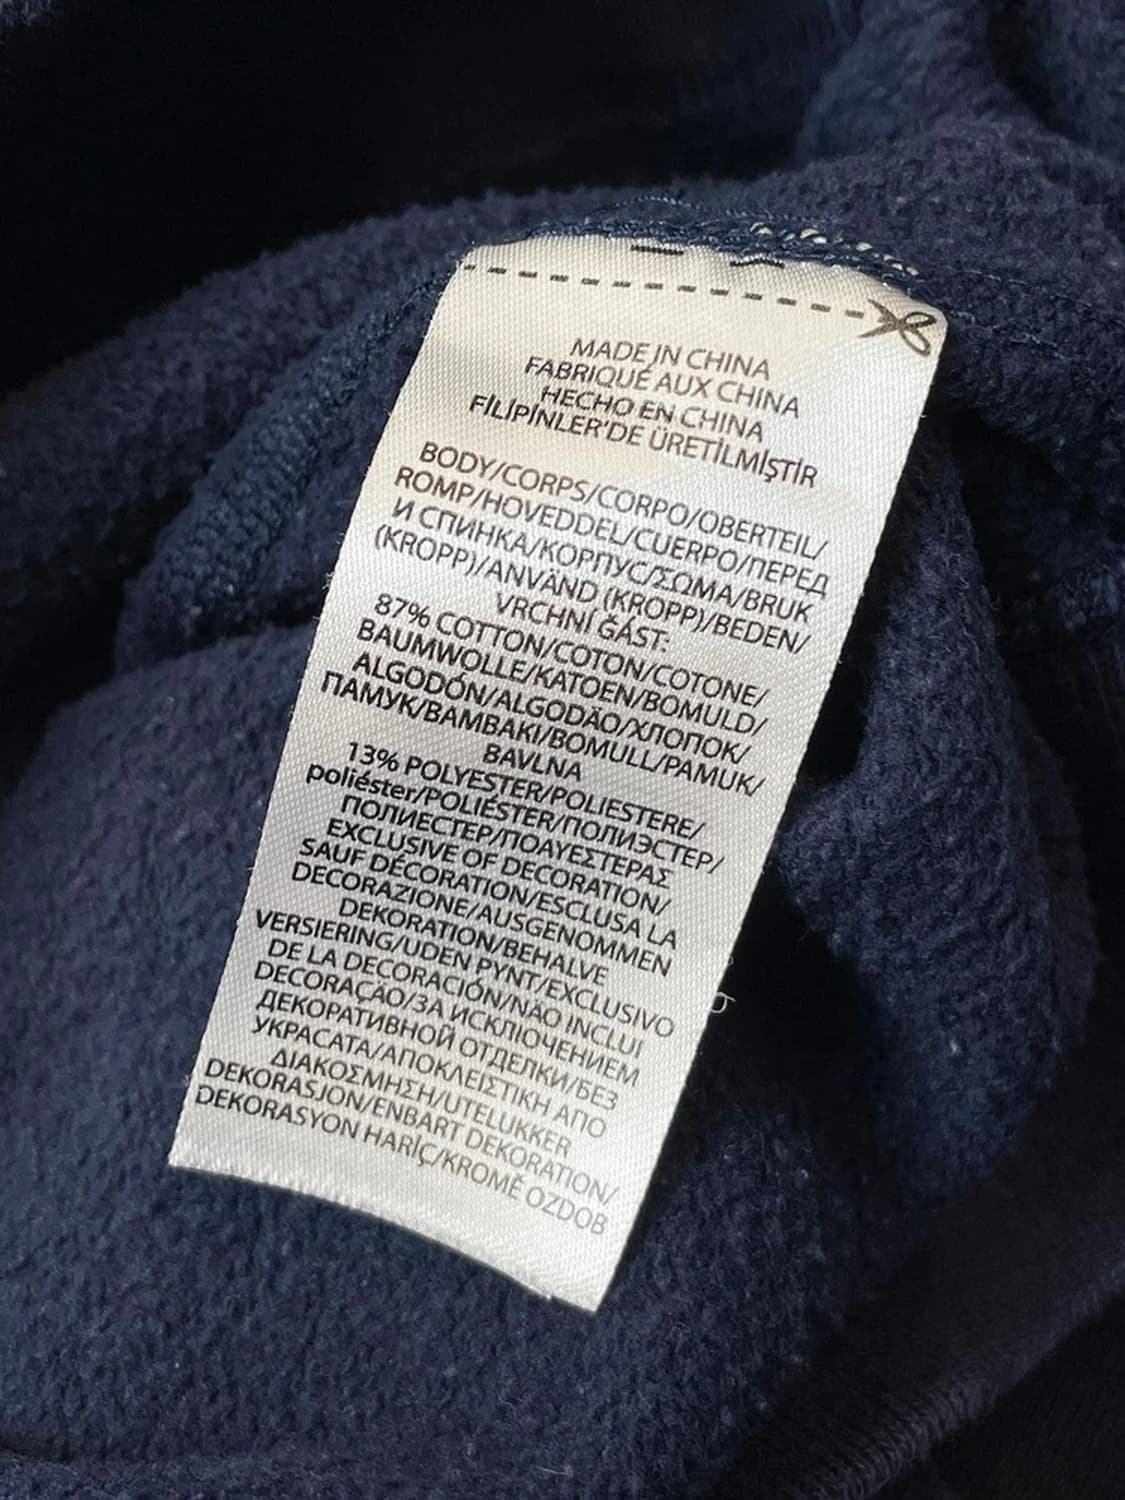 MADE IN CHINA
FABRIQUÉ AUX CHINA
HECHO EN CHINA
FİLİPİNLER'DE ÜRETİLMİŞTİR
BODY/CORPS/CORPO/OBERTEIL/
ROMP/HOVEDDEL/CUERPO/ПЕРЕД
И СПИНКА/КОРПУС/ΣΩΜΑ/BRUK
(KROPP)/ANVÄND (KROPP)/BEDEN/
VRCHNÍ ĞÁST:
87% COTTON/COTON/COTONE/
BAUMWOLLE/KATOEN/BOMULD/
ALGODÓN/ALGODÃO/ХЛОПОК/
ПАМУК/ΒΑΜΒΑΚΙ/BOMULL/PAMUK/
BAVLNA
13% POLYESTER/POLIESTERE/
poliéster/POLIÉSTER/ПОЛИЭСТЕР/
ПОЛИЕСТЕР/ΠΟΛΥΕΣΤΕΡΑΣ
EXCLUSIVE OF DECORATION/
SAUF DÉCORATION/ESCLUSA LA
DECORAZIONE/AUSGENOMMEN
DEKORATION/BEHALVE
VERSIERING/UDEN PYNT/EXCLUSIVO
DE LA DECORACIÓN/NÃO INCLUI
DECORAÇÃO/ЗА ИСКЛЮЧЕНИЕМ
ДЕКОРАТИВНОЙ ОТДЕЛКИ/БЕЗ
УКРАСАТА/ΑΠΟΚΛΕΙΣΤΙΚΗ ΑΠΟ
ΔΙΑΚΟΣΜΗΣΗ/UTELUKKER
DEKORASJON/ENBART DEKORATION/
DEKORASYON HARİÇ/KROMĚ OZDOB